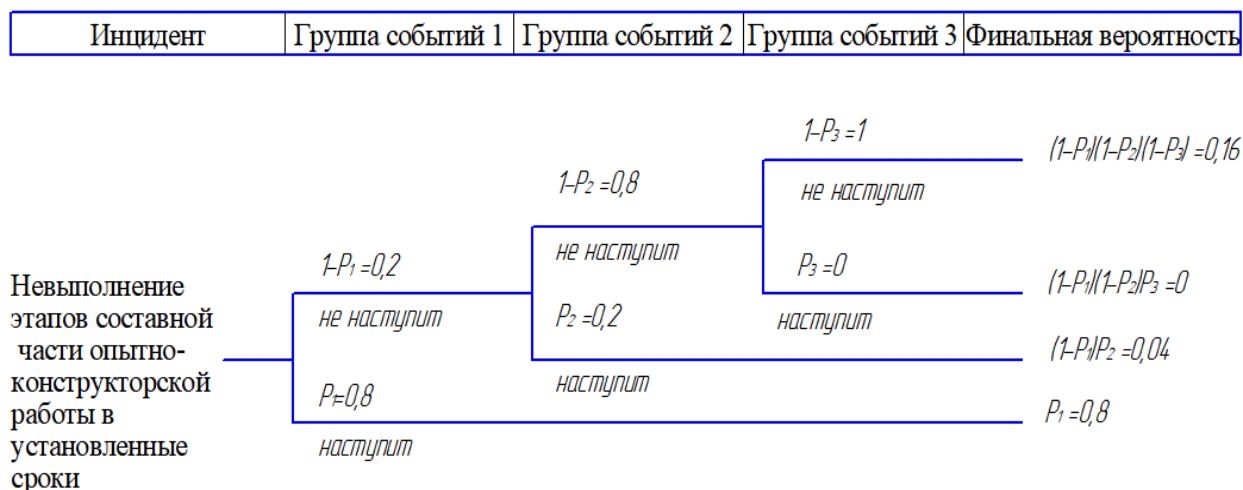 Инцидент Группа событий 1 Группа событий 2 Группа событий 3 Финальная вероятность
1-P₃ =1
(1-P₁)(1-P₂)(1-P₃) =0,16
1-P₂ =0,8
не наступит
не наступит
1-P₁ =0,2
P₃ =0
(1-P₁)(1-P₂)P₃ =0
не наступит
P₂ =0,2
наступит
(1-P₁)P₂ =0,04
наступит
P₁=0,8
P₁ =0,8
наступит
Невыполнение
этапов составной
части опытно-
конструкторской
работы в
установленные
сроки